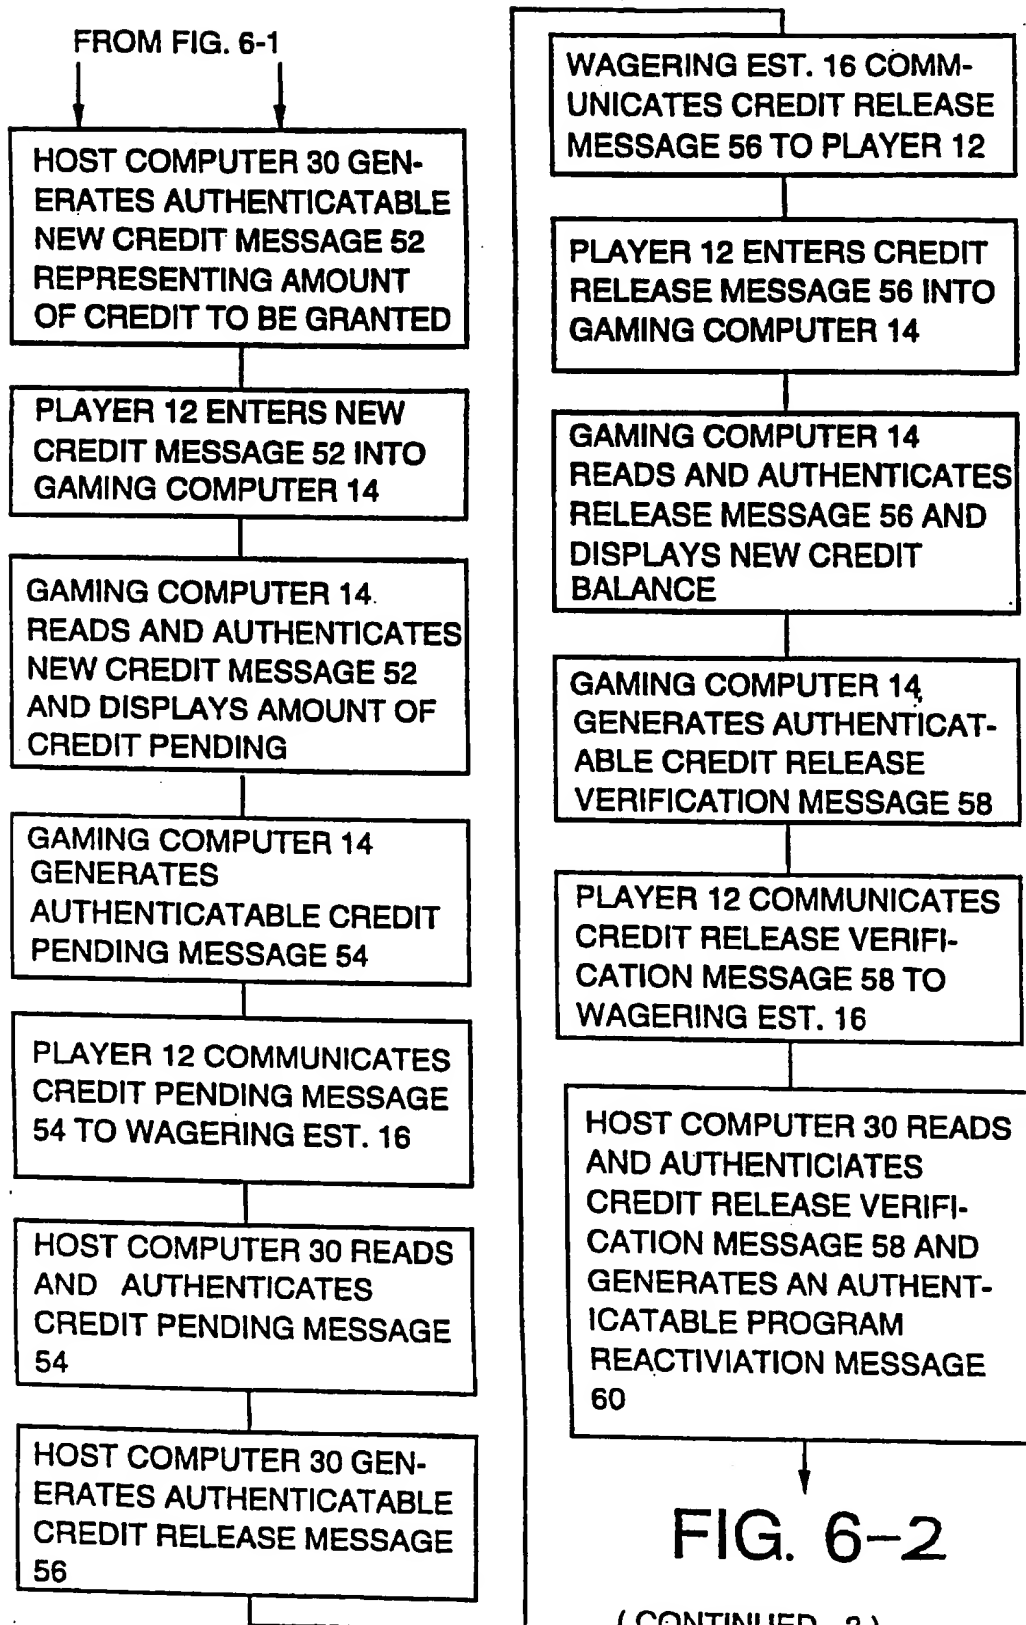 FROM FIG. 6-1
HOST COMPUTER 30 GEN-
ERATES AUTHENTICATABLE
NEW CREDIT MESSAGE 52
REPRESENTING AMOUNT
OF CREDIT TO BE GRANTED
PLAYER 12 ENTERS NEW
CREDIT MESSAGE 52 INTO
GAMING COMPUTER 14
GAMING COMPUTER 14
READS AND AUTHENTICATES
NEW CREDIT MESSAGE 52
AND DISPLAYS AMOUNT OF
CREDIT PENDING
GAMING COMPUTER 14
GENERATES
AUTHENTICATABLE CREDIT
PENDING MESSAGE 54
PLAYER 12 COMMUNICATES
CREDIT PENDING MESSAGE
54 TO WAGERING EST. 16
HOST COMPUTER 30 READS
AND AUTHENTICATES
CREDIT PENDING MESSAGE
54
HOST COMPUTER 30 GEN-
ERATES AUTHENTICATABLE
CREDIT RELEASE MESSAGE
56
WAGERING EST. 16 COMM-
UNICATES CREDIT RELEASE
MESSAGE 56 TO PLAYER 12
PLAYER 12 ENTERS CREDIT
RELEASE MESSAGE 56 INTO
GAMING COMPUTER 14
GAMING COMPUTER 14
READS AND AUTHENTICATES
RELEASE MESSAGE 56 AND
DISPLAYS NEW CREDIT
BALANCE
GAMING COMPUTER 14
GENERATES AUTHENTICAT-
ABLE CREDIT RELEASE
VERIFICATION MESSAGE 58
PLAYER 12 COMMUNICATES
CREDIT RELEASE VERIFI-
CATION MESSAGE 58 TO
WAGERING EST. 16
HOST COMPUTER 30 READS
AND AUTHENTICIATES
CREDIT RELEASE VERIFI-
CATION MESSAGE 58 AND
GENERATES AN AUTHENT-
ICATABLE PROGRAM
REACTIVIATION MESSAGE
60
FIG. 6-2
(CONTINUED -3)